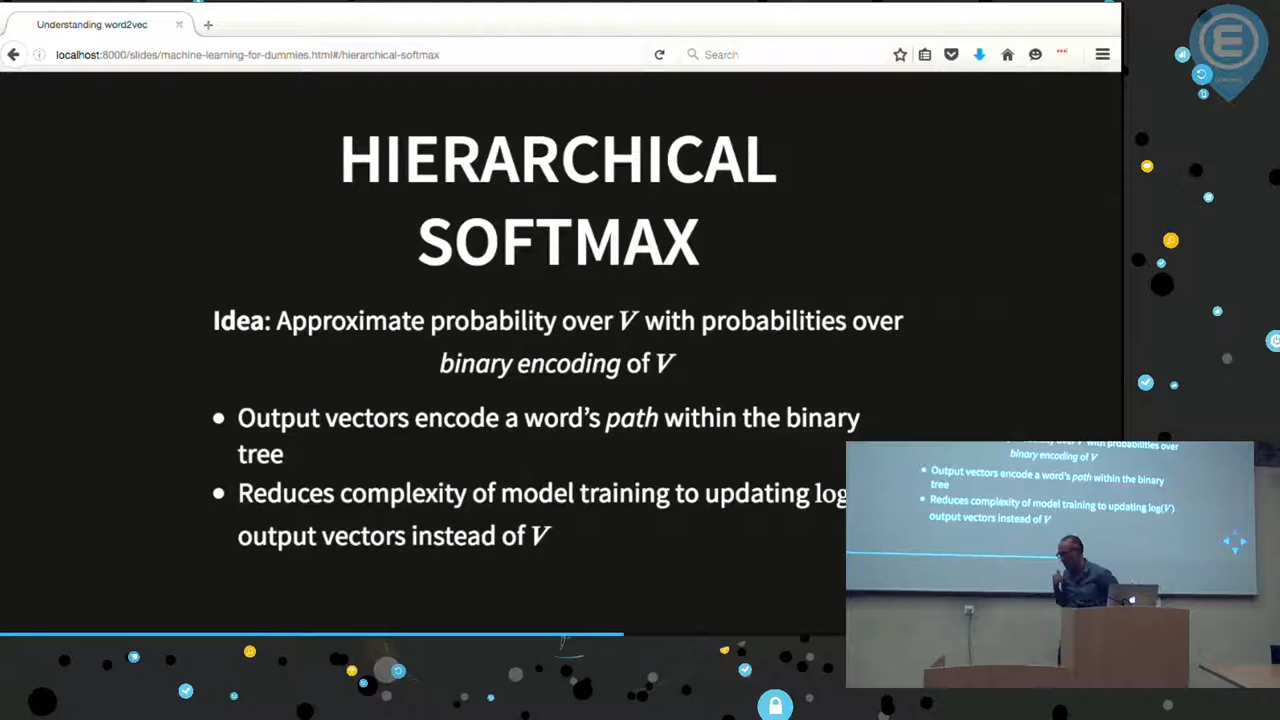 Understanding word2vec
localhost:8000/slides/machine-learning-for-dummies.html#/hierarchical-softmax
Search
HIERARCHICAL
SOFTMAX
Idea: Approximate probability over V with probabilities over
binary encoding of V
• Output vectors encode a word's path within the binary
tree
• Reduces complexity of model training to updating log
output vectors instead of V
with probabilities over
binary encoding of V
• Output vectors encode a word's path within the binary
tree
• Reduces complexity of model training to updating log(V)
output vectors instead of V
E